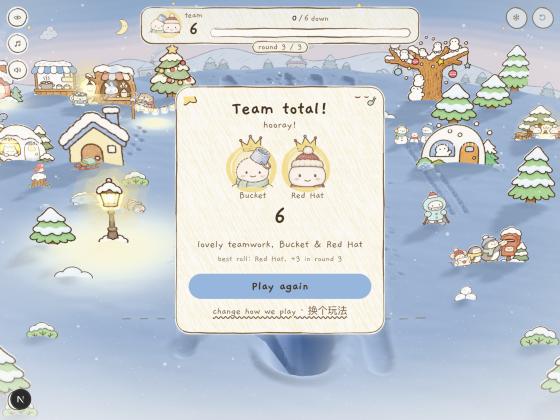 team
6
0/6 down
round 3 / 3
Team total!
hooray!
Bucket
Red Hat
6
lovely teamwork, Bucket & Red Hat
best roll: Red Hat, +3 in round 3
Play again
change how we play · 换个玩法
N